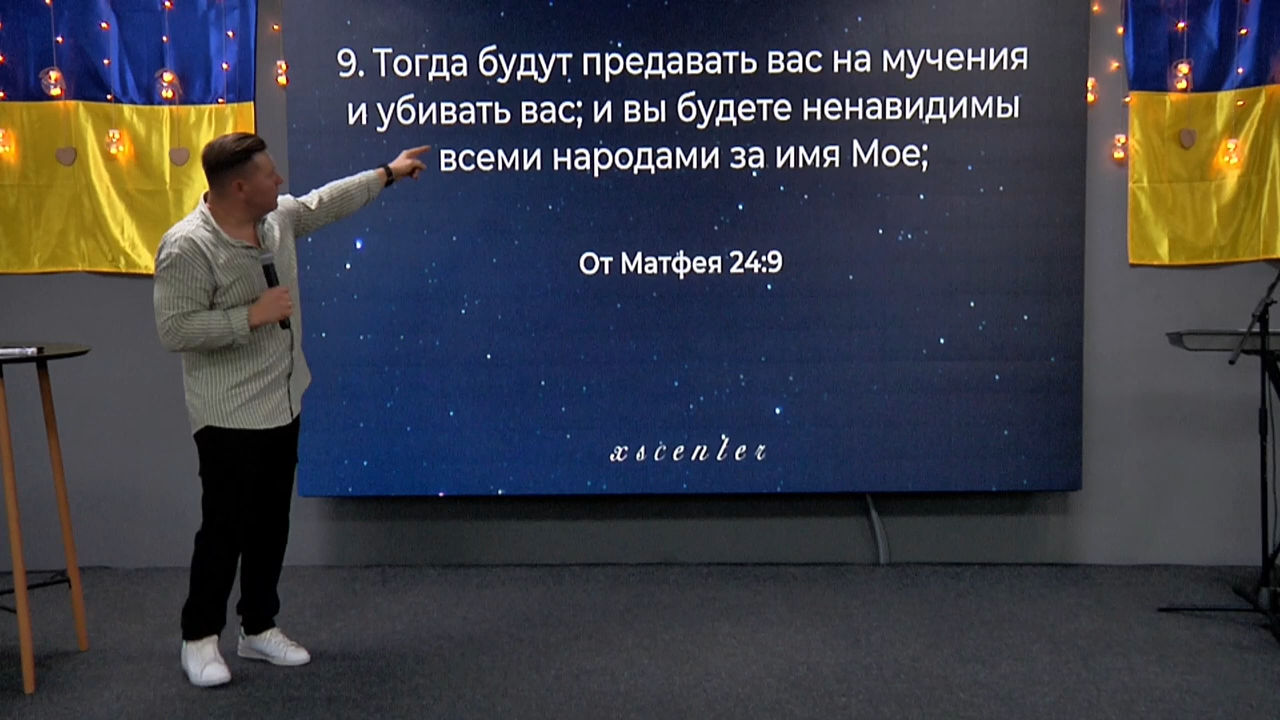 9. Тогда будут предавать вас на мучения
и убивать вас; и вы будете ненавидимы
всеми народами за имя Мое;
От Матфея 24:9
xscenter